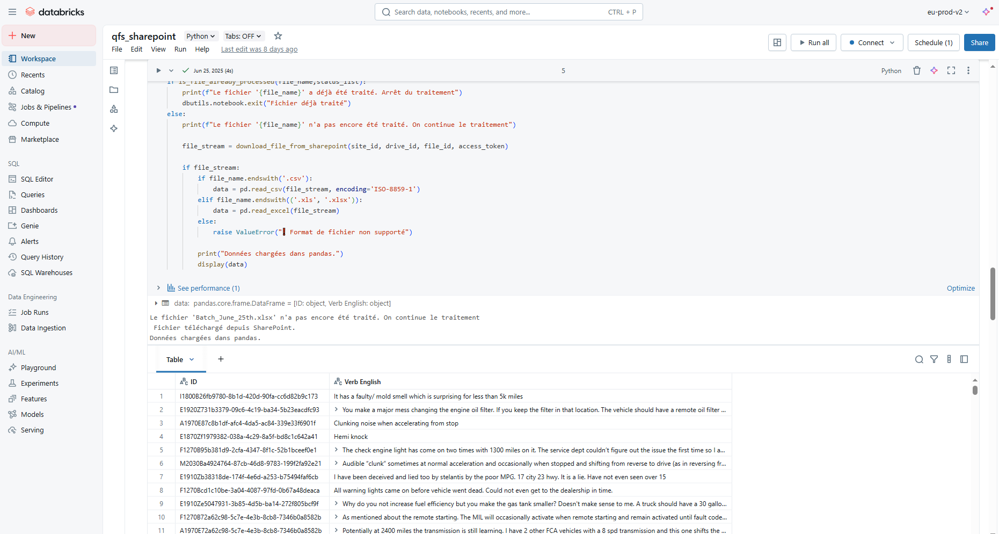 databricks
Search data, notebooks, recents, and more...
CTRL + P
eu-prod-v2
New
Workspace
Recents
Catalog
Jobs & Pipelines
Compute
Marketplace
SQL
SQL Editor
Queries
Dashboards
Genie
Alerts
Query History
SQL Warehouses
Data Engineering
Job Runs
Data Ingestion
AI/ML
Playground
Experiments
Features
Models
Serving
qfs_sharepoint
Python
Tabs: OFF
File Edit View Run Help Last edit was 8 days ago
Run all
Connect
Schedule (1)
Share
Jun 25, 2025 (4s)
5
Python
if is_file_already_processed(file_name,status_list):
print(f"Le fichier '{file_name}' a déjà été traité. Arrêt du traitement")
dbutils.notebook.exit("Fichier déjà traité")
else:
print(f"Le fichier '{file_name}' n'a pas encore été traité. On continue le traitement")
file_stream = download_file_from_sharepoint(site_id, drive_id, file_id, access_token)
if file_stream:
if file_name.endswith('.csv'):
data = pd.read_csv(file_stream, encoding='ISO-8859-1')
elif file_name.endswith(('.xls', '.xlsx')):
data = pd.read_excel(file_stream)
else:
raise ValueError(" Format de fichier non supporté")
print("Données chargées dans pandas.")
display(data)
See performance (1)
Optimize
data: pandas.core.frame.DataFrame = [ID: object, Verb English: object]
Le fichier 'Batch_June_25th.xlsx' n'a pas encore été traité. On continue le traitement
Fichier téléchargé depuis SharePoint.
Données chargées dans pandas.
Table
+
ID Verb English
1 I1800B26fb9780-8b1d-420d-90fa-cc6d82b9c173 It has a faulty/ mold smell which is surprising for less than 5k miles
2 E1920Z731b3379-09c6-4c19-ba34-5b23eacdfc93 You make a major mess changing the engine oil filter. If you keep the filter in that location. The vehicle should have a remote oil filter ...
3 A1970E87c8b1df-afc4-4da5-ac84-339e33f6901f Clunking noise when accelerating from stop
4 E1870Zf1979382-038a-4c29-8a5f-bd8c1c642a41 Hemi knock
5 F1270B95b381d9-2cfa-4347-8f1c-52b1bceef0e1 The check engine light has come on two times with 1300 miles on it. The service dept couldn't figure out the issue the first time so I a...
6 M2030Ba4924764-87cb-46d8-9783-199f2fa92e21 Audible “clunk” sometimes at normal acceleration and occasionally when stopped and shifting from reverse to drive (as in reversing fr...
7 E1910Zb38318de-174f-4e6d-a253-b75494faf6cb I have been deceived and lied too by stelantis by the poor MPG. 17 city 23 hwy. It is a lie. Have not even seen over 15
8 F1270Bcd1c10be-3a04-4087-97fd-0b67a48deaca All warning lights came on before vehicle went dead. Could not even get to the dealership in time.
9 E1910Ze5047931-3b85-4d5b-ba14-272f805bcf9f Why do you not increase fuel efficiency but you make the gas tank smaller? Doesn't make sense to me. A truck should have a 30 gallo...
10 F1270B72a62c98-5c7e-4e3b-8cb8-7346b0a8582b As mentioned about the remote starting. The MIL will occasionally activate when remote starting and remain activated until fault code...
11 A1970E72a62c98-5c7e-4e3b-8cb8-7346b0a8582b Potentially at 2400 miles the transmission is still learning. I have 2 other FCA vehicles with a 8 spd transmission and this one shifts the ...